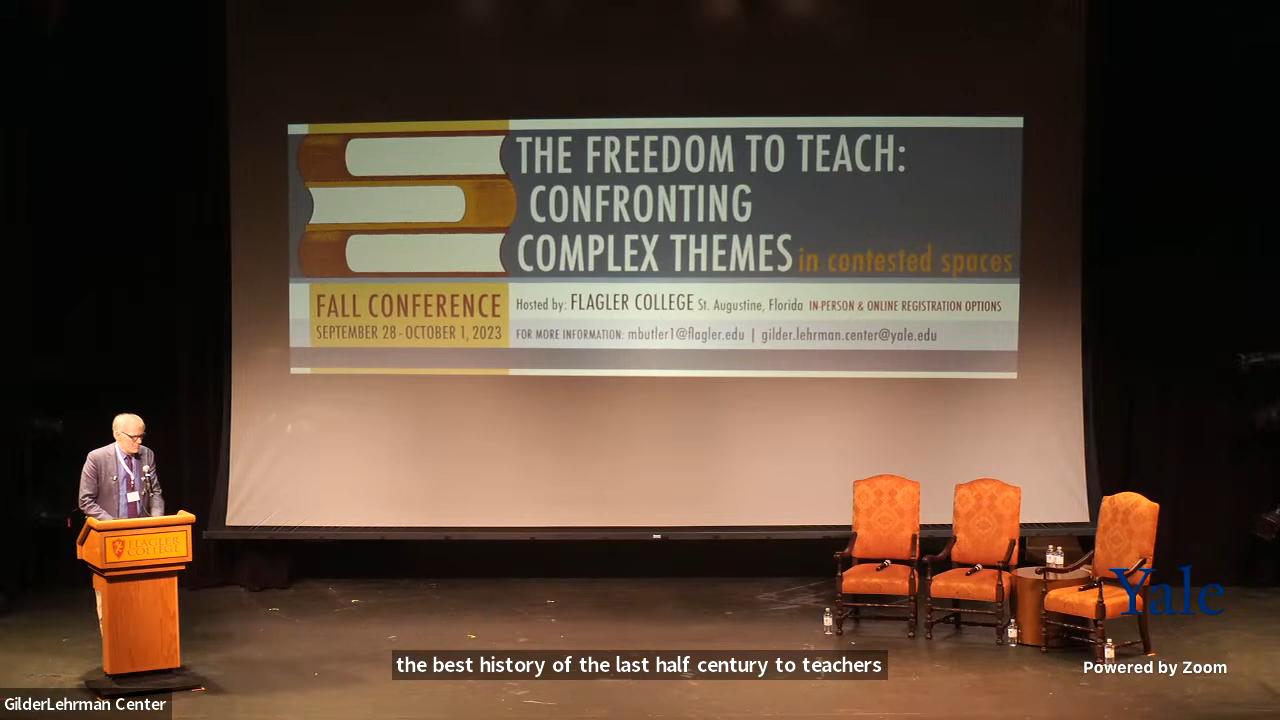 THE FREEDOM TO TEACH:
CONFRONTING
COMPLEX THEMES in contested spaces
FALL CONFERENCE
SEPTEMBER 28 - OCTOBER 1, 2023
Hosted by: FLAGLER COLLEGE St. Augustine, Florida IN-PERSON & ONLINE REGISTRATION OPTIONS
FOR MORE INFORMATION: mbutler1@flagler.edu | gilder.lehrman.center@yale.edu
FLAGLER
COLLEGE
Yale
the best history of the last half century to teachers
Powered by Zoom
GilderLehrman Center